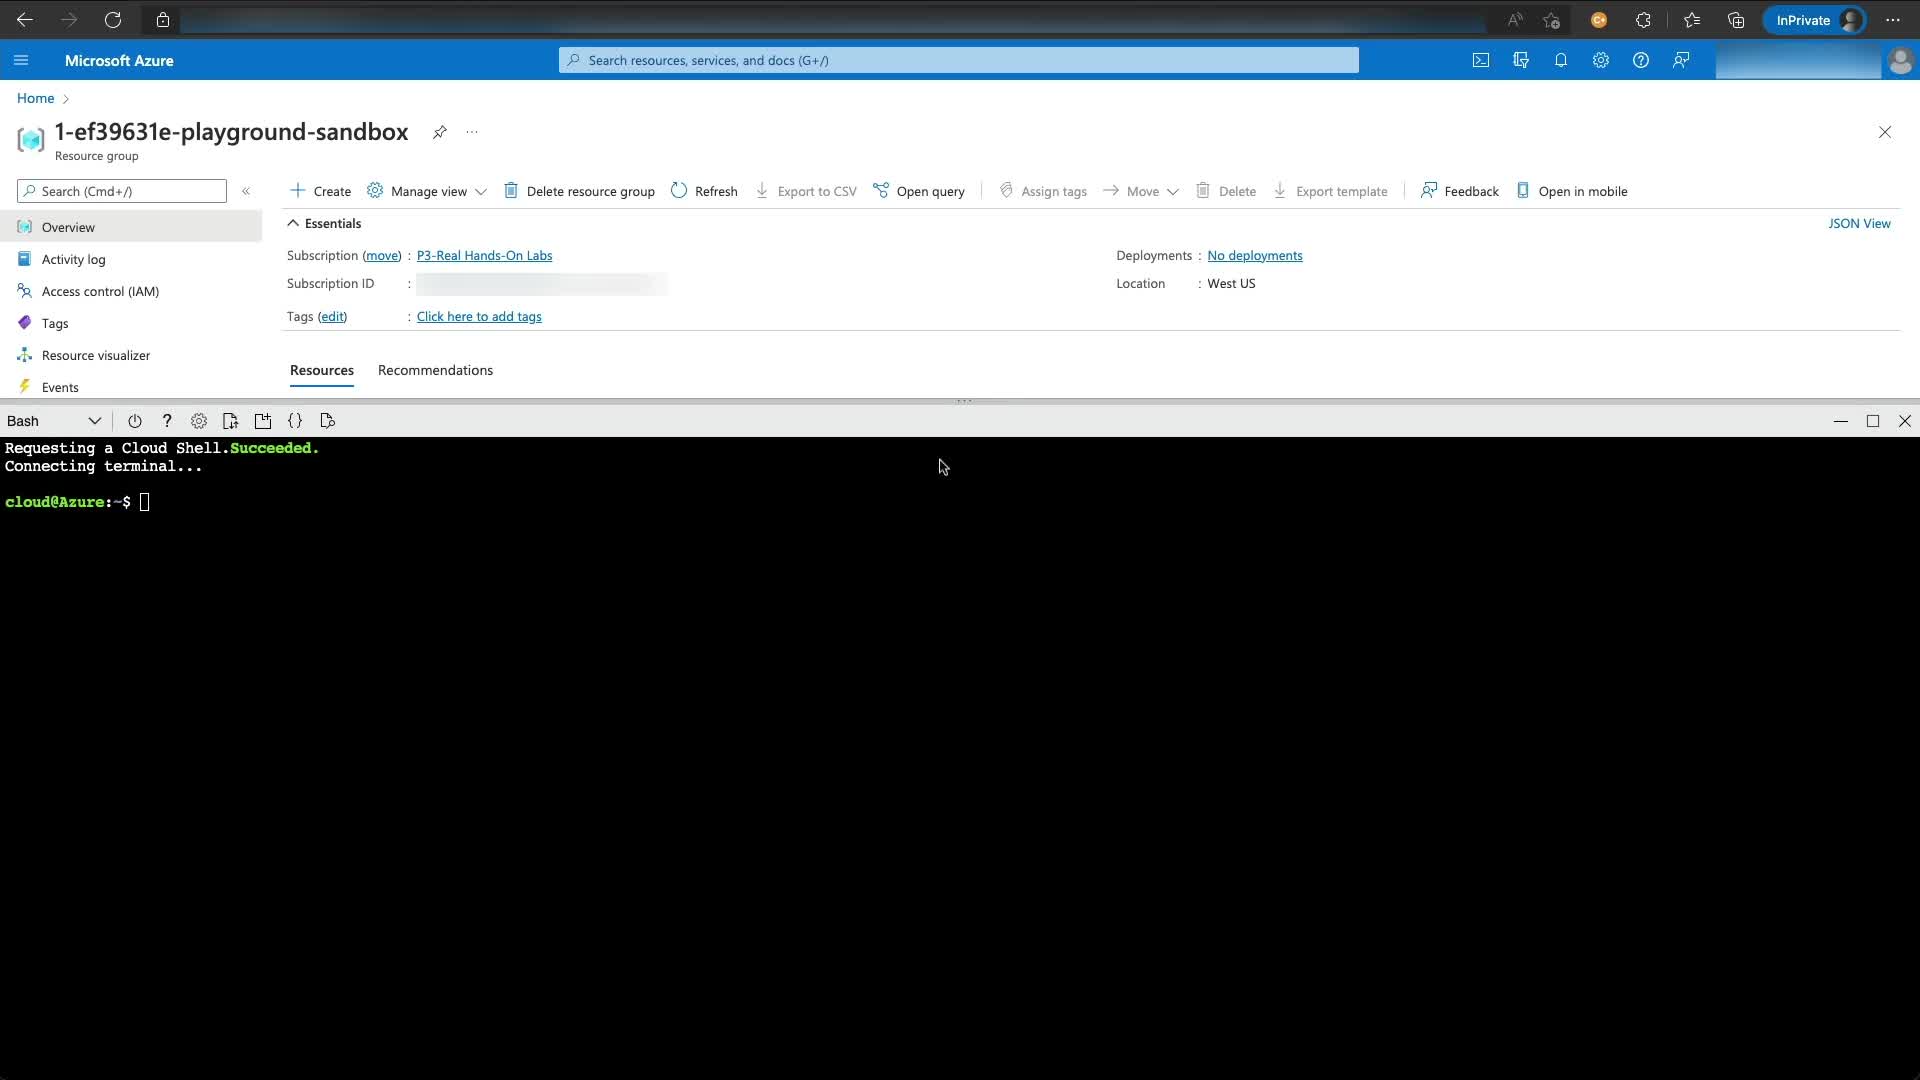 InPrivate
Microsoft Azure
Search resources, services, and docs (G+/)
Home
1-ef39631e-playground-sandbox
Resource group
Search (Cmd+/)
Create Manage view Delete resource group Refresh Export to CSV Open query Assign tags Move Delete Export template Feedback Open in mobile
Overview
Activity log
Access control (IAM)
Tags
Resource visualizer
Events
Essentials
JSON View
Subscription (move) : P3-Real Hands-On Labs
Subscription ID :
Tags (edit) : Click here to add tags
Deployments : No deployments
Location : West US
Resources Recommendations
Bash
Requesting a Cloud Shell.Succeeded.
Connecting terminal...
cloud@Azure:~$